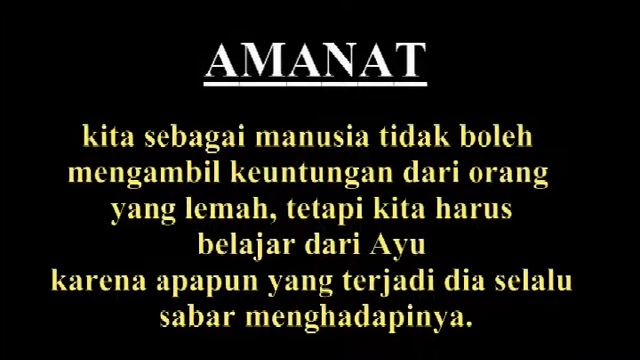 AMANAT
kita sebagai manusia tidak boleh
mengambil keuntungan dari orang
yang lemah, tetapi kita harus
belajar dari Ayu
karena apapun yang terjadi dia selalu
sabar menghadapinya.